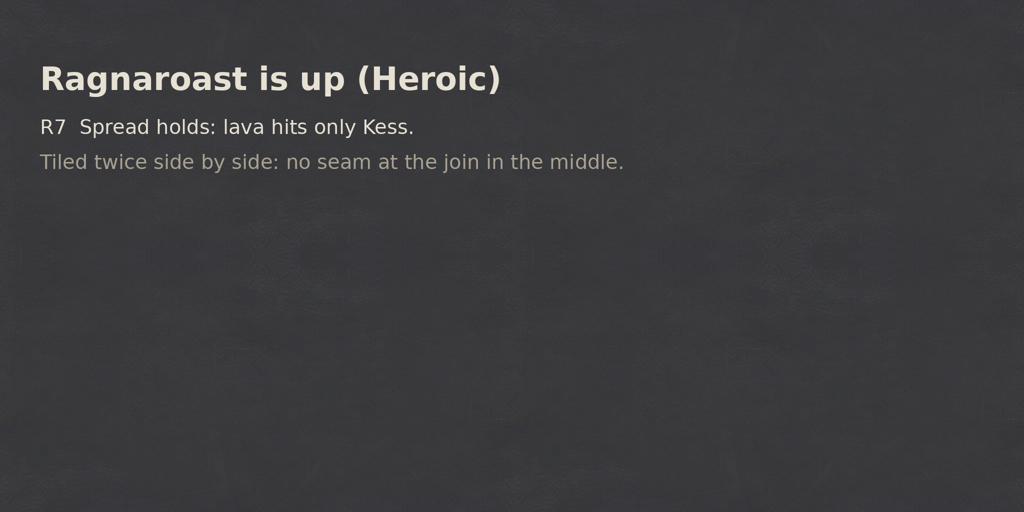 Ragnaroast is up (Heroic)
R7  Spread holds: lava hits only Kess.
Tiled twice side by side: no seam at the join in the middle.